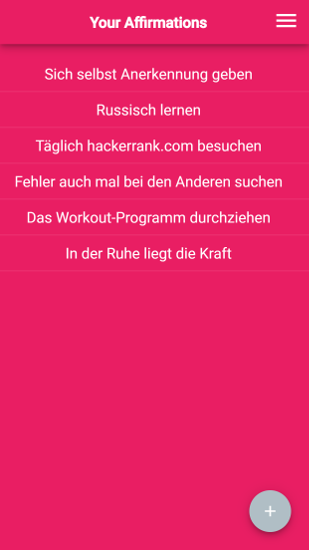 Your Affirmations
Sich selbst Anerkennung geben
Russisch lernen
Täglich hackerrank.com besuchen
Fehler auch mal bei den Anderen suchen
Das Workout-Programm durchziehen
In der Ruhe liegt die Kraft
+